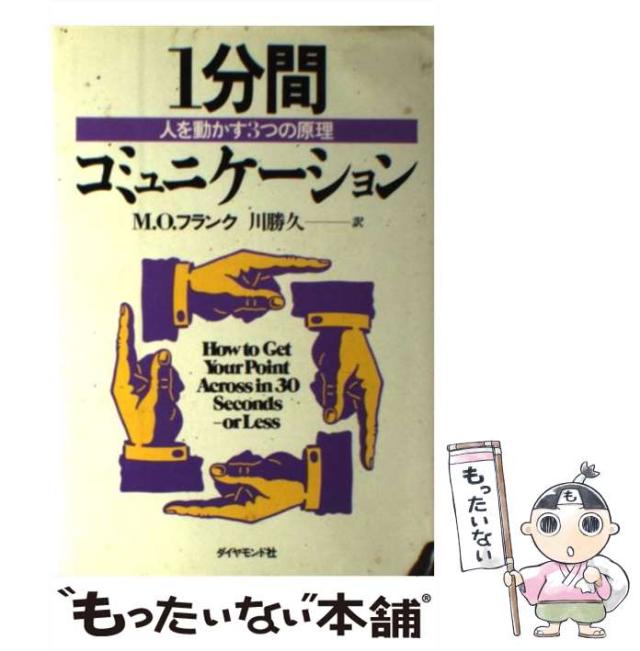 1分間
人を動かす3つの原理
コミュニケーション
M.O.フランク 川勝久——訳
How to Get
Your Point
Across in 30
Seconds
-or Less
ダイヤモンド社
もったいない
も
“もったいない”本舗®